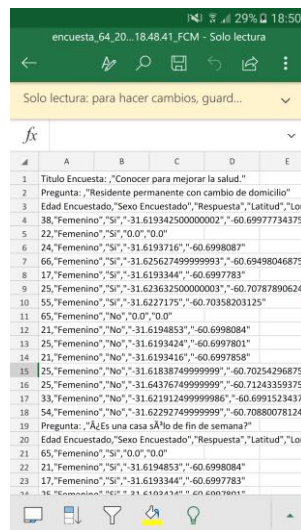 29% 18:50
encuesta_64_20...18.48.41_FCM - Solo lectura
Solo lectura: para hacer cambios, guard...
fx
A B C D E
1 Titulo Encuesta: ,"Conocer para mejorar la salud."
2 Pregunta: ,"Residente permanente con cambio de domicilio"
3 Edad Encuestado,"Sexo Encuestado","Respuesta","Latitud","Lo
4 38,"Femenino","Si","-31.619342500000002","-60.69977734375
5 22,"Femenino","Si","0.0","0.0"
6 22,"Femenino","Si","-31.6193716","-60.6998087"
7 66,"Femenino","Si","-31.625627499999993","-60.69498046875
8 17,"Femenino","Si","-31.6193344","-60.6997783"
9 25,"Femenino","Si","-31.623632500000003","-60.70787890624
10 55,"Femenino","Si","-31.6227175","-60.70358203125"
11 65,"Femenino","No","0.0","0.0"
12 21,"Femenino","No","-31.6194853","-60.6998084"
13 25,"Femenino","No","-31.6193424","-60.6997801"
14 21,"Femenino","No","-31.6193416","-60.6997858"
15 25,"Femenino","No","-31.61838749999999","-60.70254296875
16 25,"Femenino","No","-31.64376749999999","-60.71243359375
17 33,"Femenino","No","-31.621912499999986","-60.6991523437
18 54,"Femenino","No","-31.62292749999999","-60.70880078124
19 Pregunta: ,"Â¿Es una casa sÃ³lo de fin de semana?"
20 Edad Encuestado,"Sexo Encuestado","Respuesta","Latitud","Lo
21 65,"Femenino","Si","0.0","0.0"
22 21,"Femenino","Si","-31.6194853","-60.6998084"
23 17,"Femenino","Si","-31.6193344","-60.6997783"
24 25,"Femenino","Si","-31.6193424","-60.6997801"